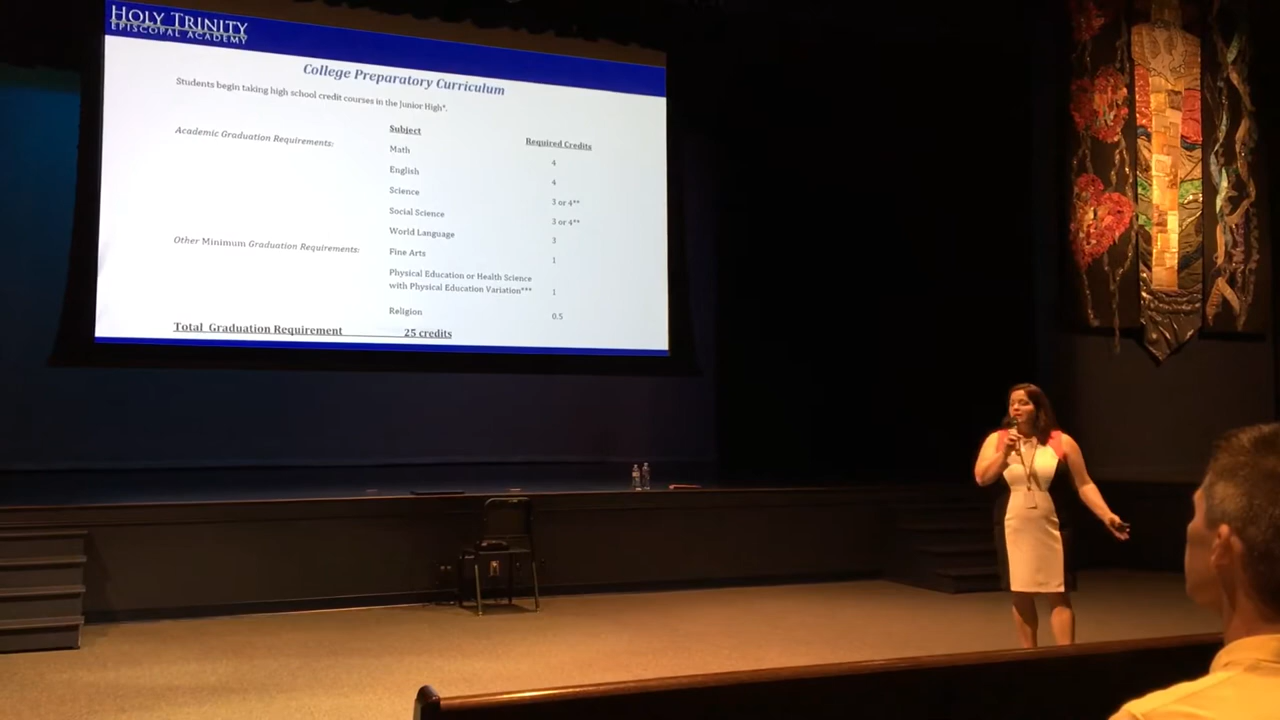 HOLY TRINITY
EPISCOPAL ACADEMY
College Preparatory Curriculum
Students begin taking high school credit courses in the Junior High*.
Subject Required Credits
Academic Graduation Requirements:
Math 4
English 4
Science 3 or 4**
Social Science 3 or 4**
World Language 3
Other Minimum Graduation Requirements:
Fine Arts 1
Physical Education or Health Science
with Physical Education Variation*** 1
Religion 0.5
Total Graduation Requirement 25 credits